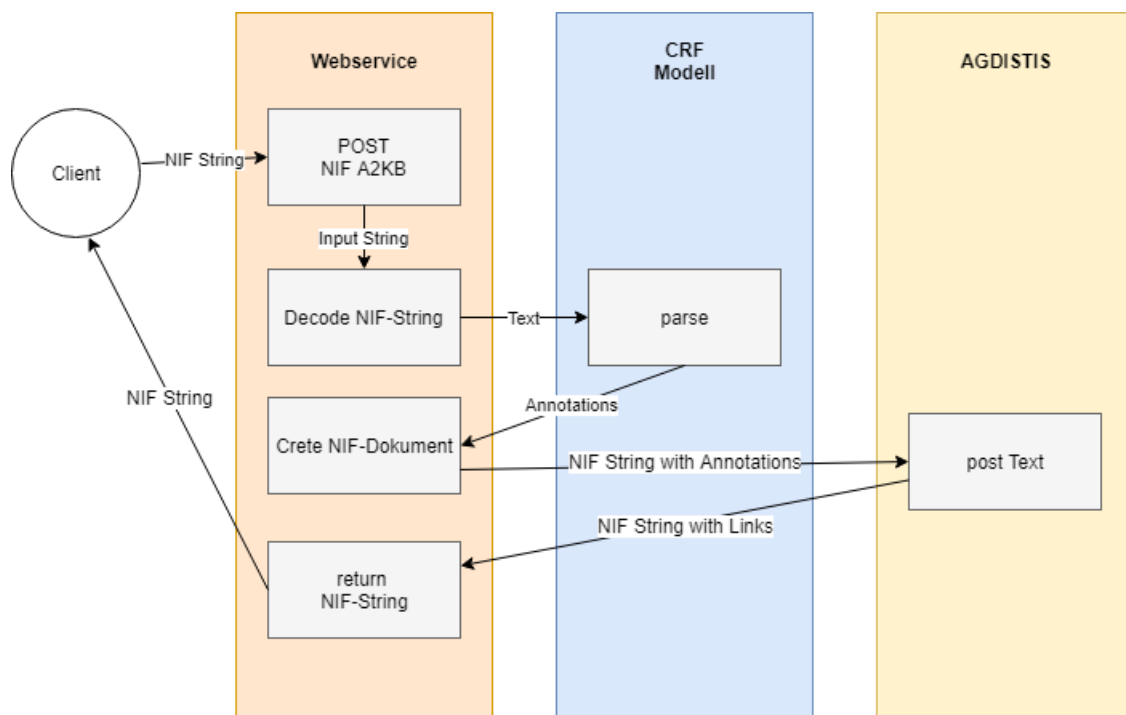 Webservice
CRF
Modell
AGDISTIS
Client
NIF String
POST
NIF A2KB
Input String
Decode NIF-String
Text
parse
Annotations
NIF String
Crete NIF-Dokument
NIF String with Annotations
post Text
NIF String with Links
return
NIF-String